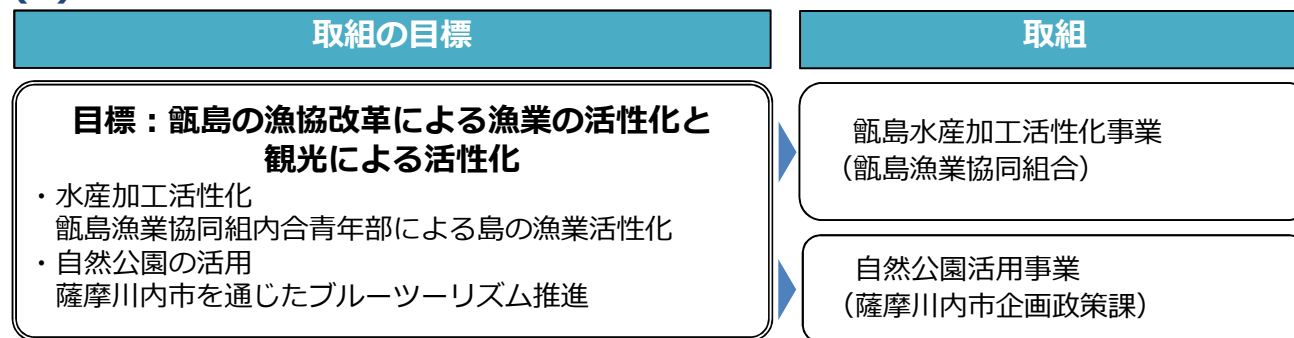 取組の目標
取組
目標：甑島の漁協改革による漁業の活性化と
観光による活性化
・水産加工活性化
甑島漁業協同組内合青年部による島の漁業活性化
・自然公園の活用
薩摩川内市を通じたブルーツーリズム推進
甑島水産加工活性化事業
（甑島漁業協同組合）
自然公園活用事業
（薩摩川内市企画政策課）